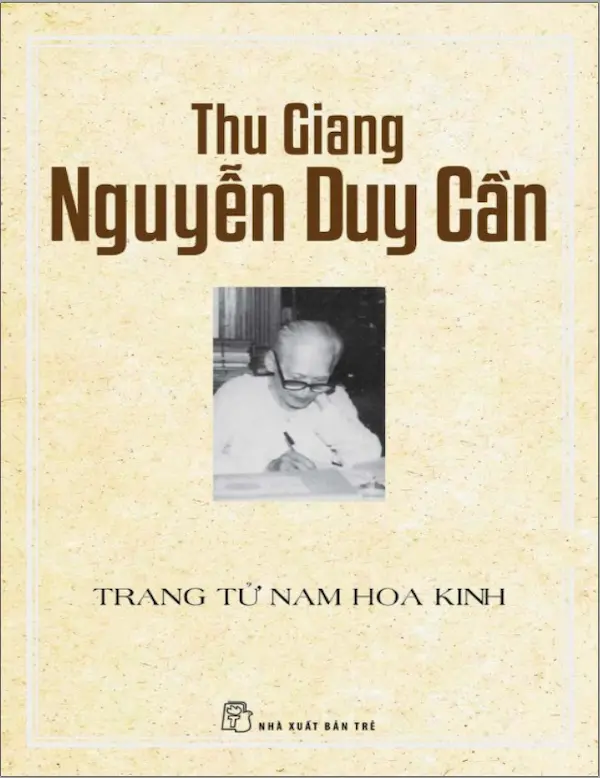 Thu Giang
Nguyễn Duy Cần
TRANG TỬ NAM HOA KINH
NHÀ XUẤT BẢN TRẺ